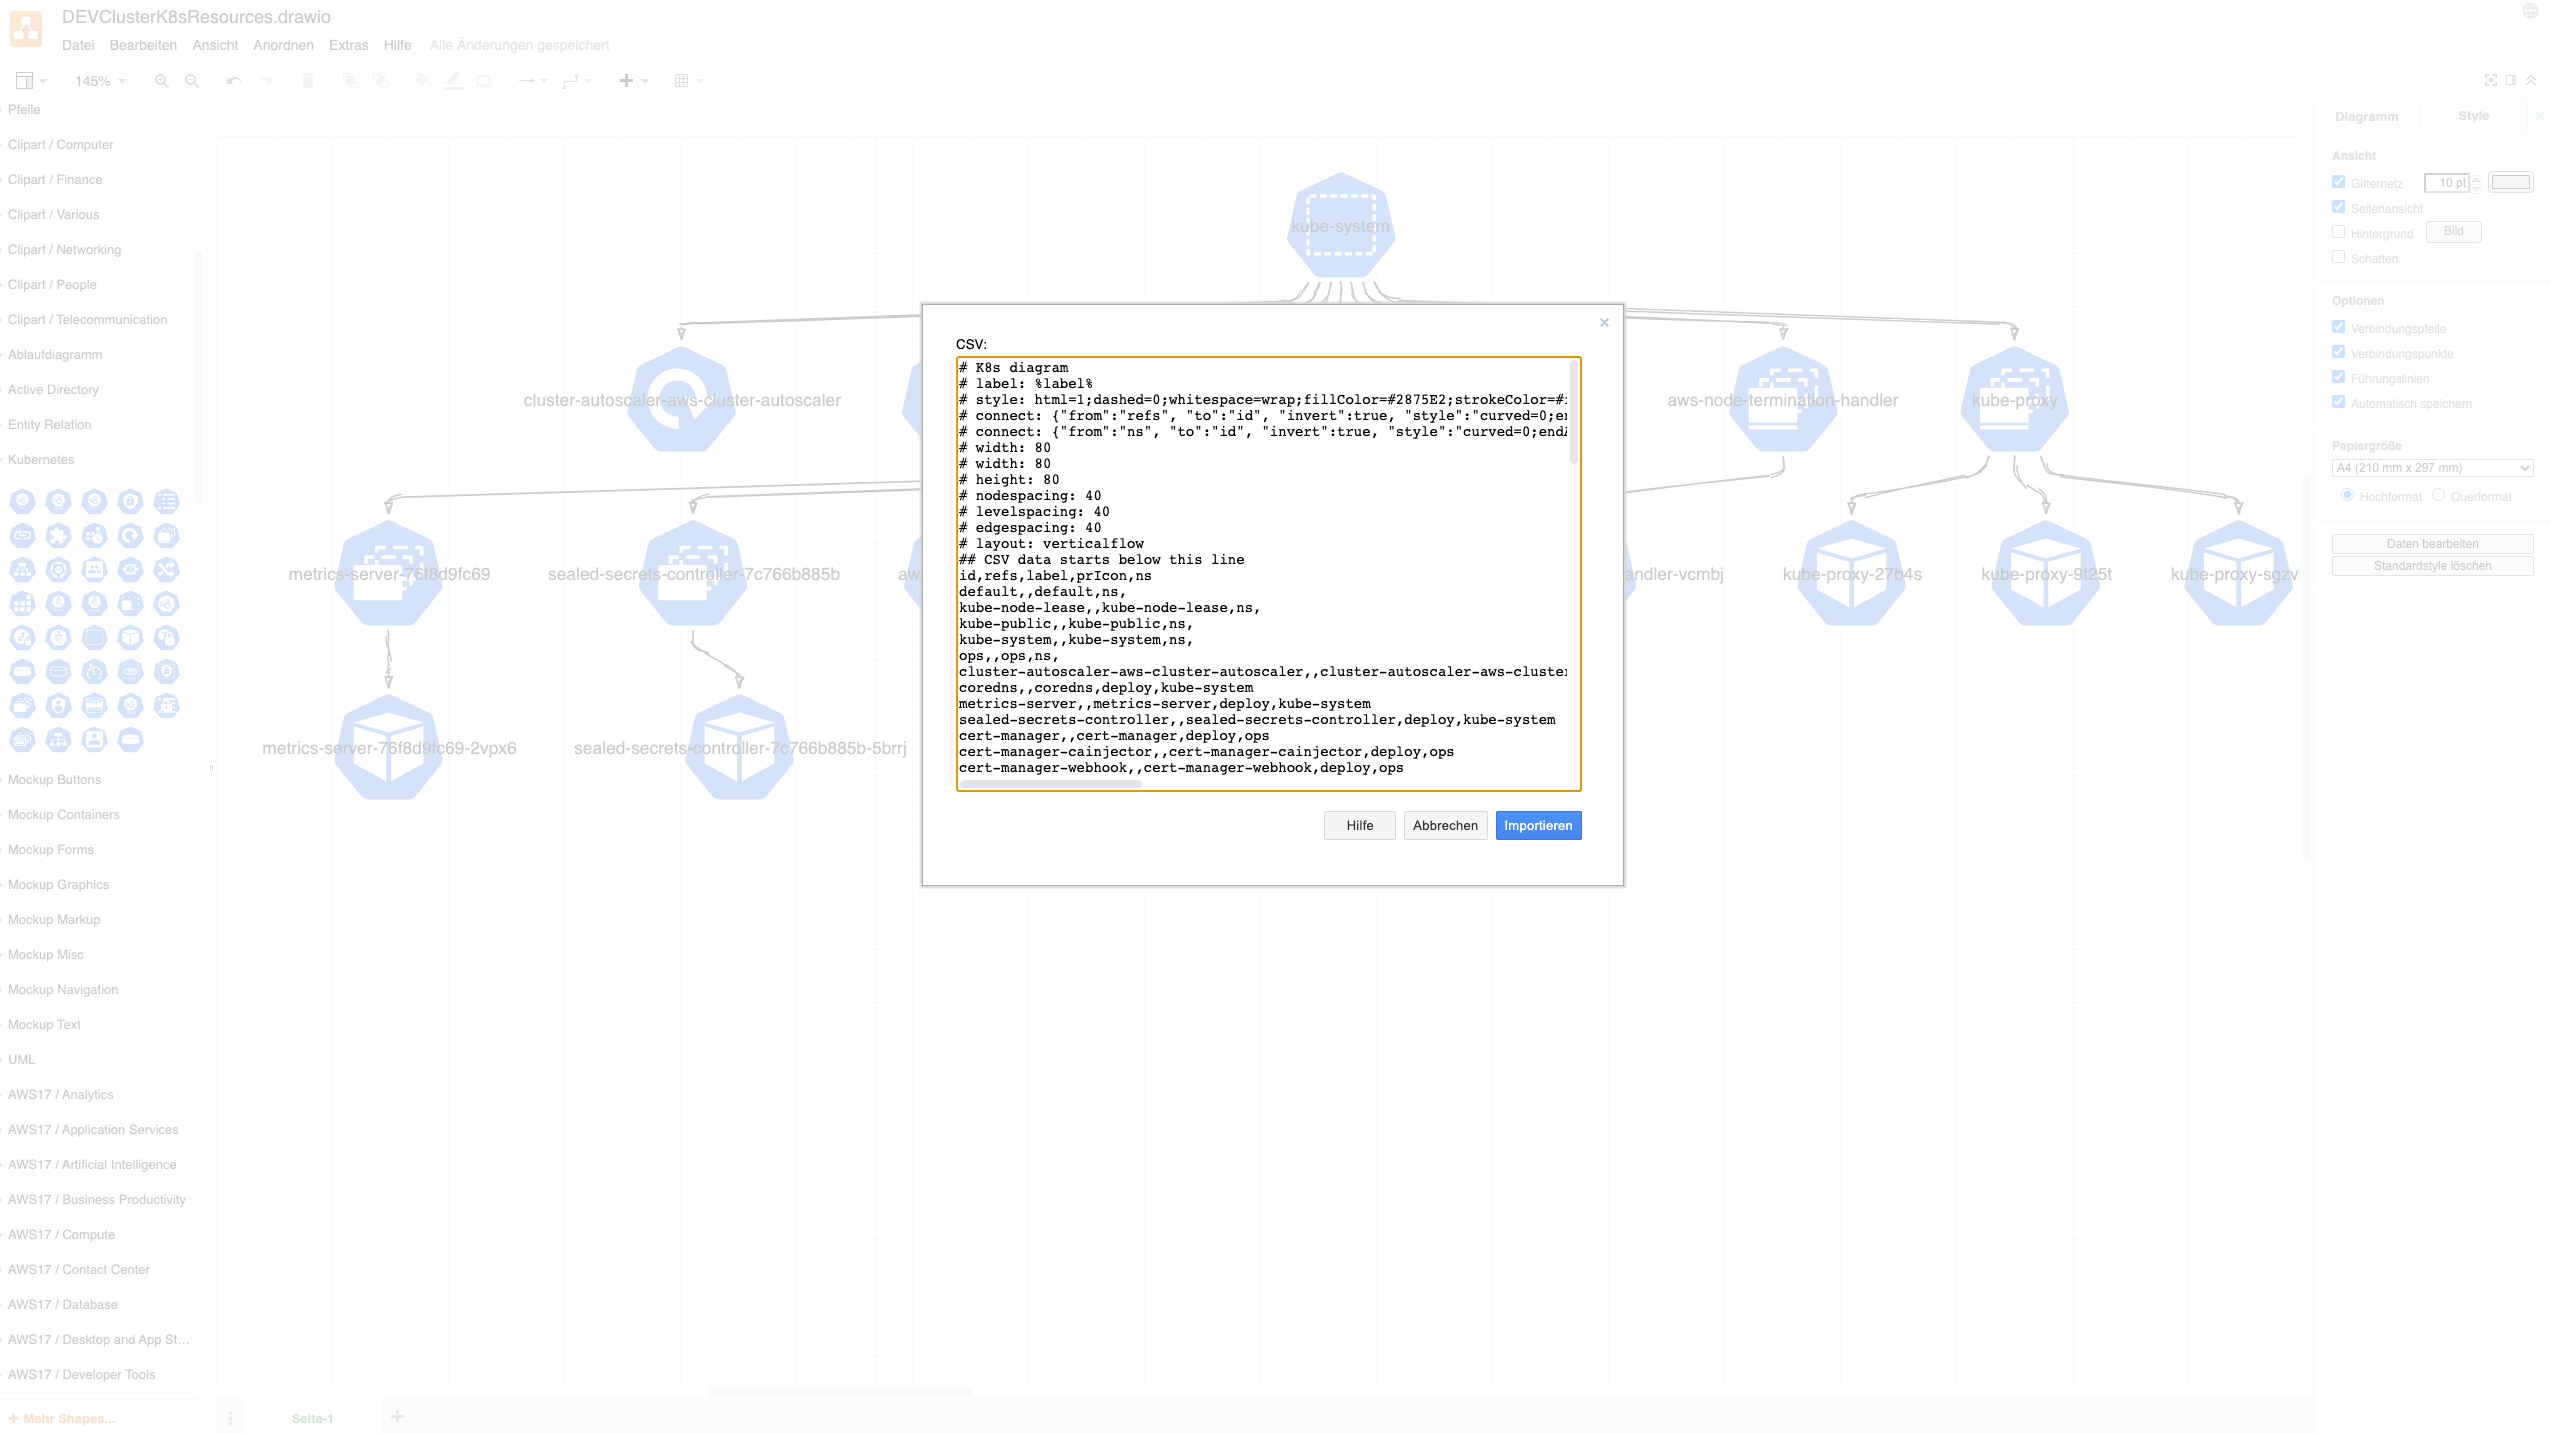 DEVClusterK8sResources.drawio
Datei Bearbeiten Ansicht Anordnen Extras Hilfe Alle Änderungen gespeichert
145%
Pfeile
Clipart / Computer
Clipart / Finance
Clipart / Various
Clipart / Networking
Clipart / People
Clipart / Telecommunication
Ablaufdiagramm
Active Directory
Entity Relation
Kubernetes
Mockup Buttons
Mockup Containers
Mockup Forms
Mockup Graphics
Mockup Markup
Mockup Misc
Mockup Navigation
Mockup Text
UML
AWS17 / Analytics
AWS17 / Application Services
AWS17 / Artificial Intelligence
AWS17 / Business Productivity
AWS17 / Compute
AWS17 / Contact Center
AWS17 / Database
AWS17 / Desktop and App St...
AWS17 / Developer Tools
+ Mehr Shapes...
kube-system
cluster-autoscaler-aws-cluster-autoscaler
aws-node-termination-handler
kube-proxy
metrics-server-76f8d9fc69
sealed-secrets-controller-7c766b885b
aw
andler-vcmbj
kube-proxy-27b4s
kube-proxy-9t25t
kube-proxy-sgzv
metrics-server-76f8d9fc69-2vpx6
sealed-secrets-controller-7c766b885b-5brrj
CSV:
# K8s diagram
# label: %label%
# style: html=1;dashed=0;whitespace=wrap;fillColor=#2875E2;strokeColor=#
# connect: {"from":"refs", "to":"id", "invert":true, "style":"curved=0;e
# connect: {"from":"ns", "to":"id", "invert":true, "style":"curved=0;end
# width: 80
# width: 80
# height: 80
# nodespacing: 40
# levelspacing: 40
# edgespacing: 40
# layout: verticalflow
## CSV data starts below this line
id,refs,label,prIcon,ns
default,,default,ns,
kube-node-lease,,kube-node-lease,ns,
kube-public,,kube-public,ns,
kube-system,,kube-system,ns,
ops,,ops,ns,
cluster-autoscaler-aws-cluster-autoscaler,,cluster-autoscaler-aws-cluste
coredns,,coredns,deploy,kube-system
metrics-server,,metrics-server,deploy,kube-system
sealed-secrets-controller,,sealed-secrets-controller,deploy,kube-system
cert-manager,,cert-manager,deploy,ops
cert-manager-cainjector,,cert-manager-cainjector,deploy,ops
cert-manager-webhook,,cert-manager-webhook,deploy,ops
Hilfe Abbrechen Importieren
Diagramm Style
Ansicht
Gitternetz 10 pt
Seitenansicht
Hintergrund Bild
Schatten
Optionen
Verbindungspfeile
Verbindungspunkte
Führungslinien
Automatisch speichern
Papiergröße
A4 (210 mm x 297 mm)
Hochformat Querformat
Daten bearbeiten
Standardstyle löschen
Seite-1